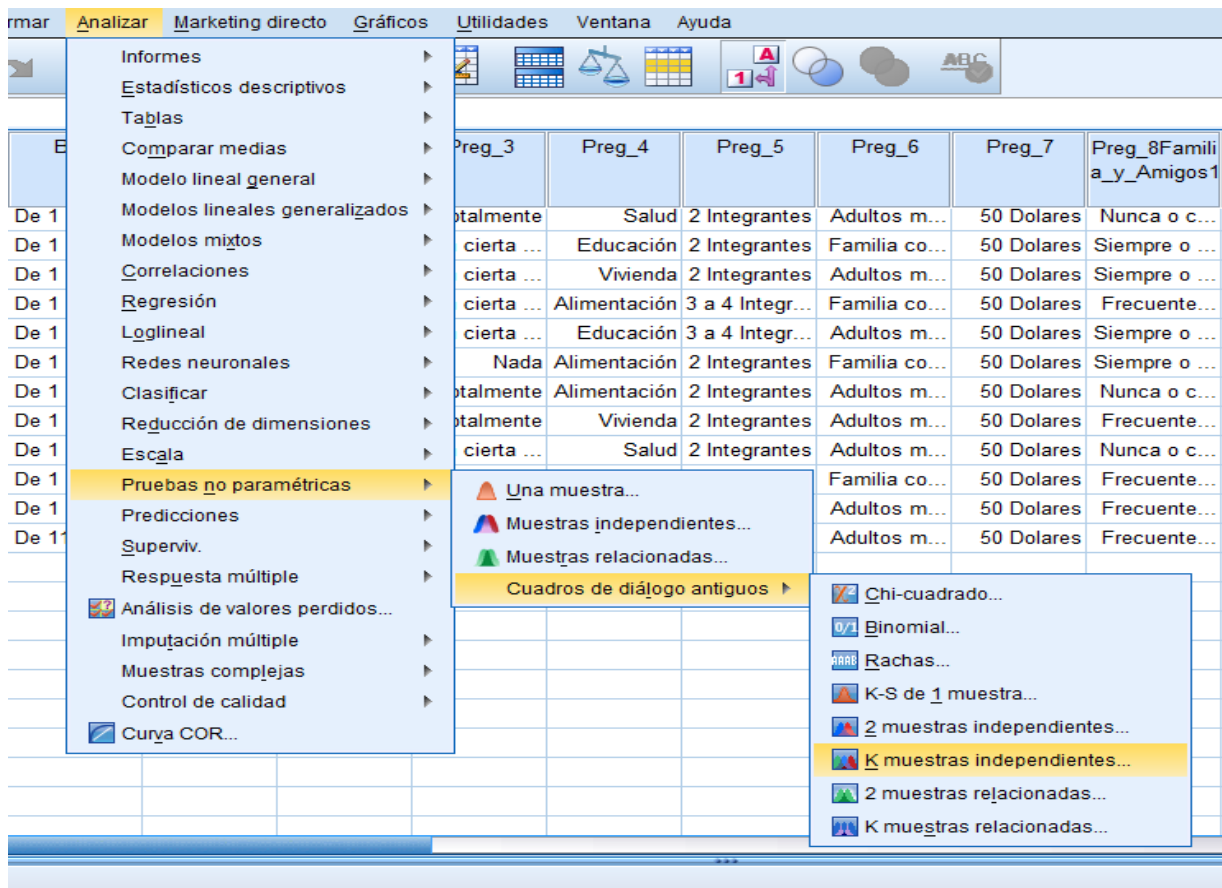 rmar Analizar Marketing directo Gráficos Utilidades Ventana Ayuda
Informes
Estadísticos descriptivos
Tablas
Comparar medias
Modelo lineal general
Modelos lineales generalizados
Modelos mixtos
Correlaciones
Regresión
Loglineal
Redes neuronales
Clasificar
Reducción de dimensiones
Escala
Pruebas no paramétricas
Predicciones
Superviv.
Respuesta múltiple
Análisis de valores perdidos...
Imputación múltiple
Muestras complejas
Control de calidad
Curva COR...
Una muestra...
Muestras independientes...
Muestras relacionadas...
Cuadros de diálogo antiguos
Chi-cuadrado...
Binomial...
Rachas...
K-S de 1 muestra...
2 muestras independientes...
K muestras independientes...
2 muestras relacionadas...
K muestras relacionadas...
A
1
ABC
E Preg_3 Preg_4 Preg_5 Preg_6 Preg_7 Preg_8Famili
a_y_Amigos1
De 1 otalmente Salud 2 Integrantes Adultos m... 50 Dolares Nunca o c...
De 1 cierta ... Educación 2 Integrantes Familia co... 50 Dolares Siempre o ...
De 1 cierta ... Vivienda 2 Integrantes Adultos m... 50 Dolares Siempre o ...
De 1 cierta ... Alimentación 3 a 4 Integr... Familia co... 50 Dolares Frecuente...
De 1 cierta ... Educación 3 a 4 Integr... Adultos m... 50 Dolares Siempre o ...
De 1 Nada Alimentación 2 Integrantes Familia co... 50 Dolares Siempre o ...
De 1 otalmente Alimentación 2 Integrantes Adultos m... 50 Dolares Nunca o c...
De 1 otalmente Vivienda 2 Integrantes Adultos m... 50 Dolares Frecuente...
De 1 cierta ... Salud 2 Integrantes Adultos m... 50 Dolares Nunca o c...
De 1 Familia co... 50 Dolares Frecuente...
De 1 Adultos m... 50 Dolares Frecuente...
De 11 Adultos m... 50 Dolares Frecuente...